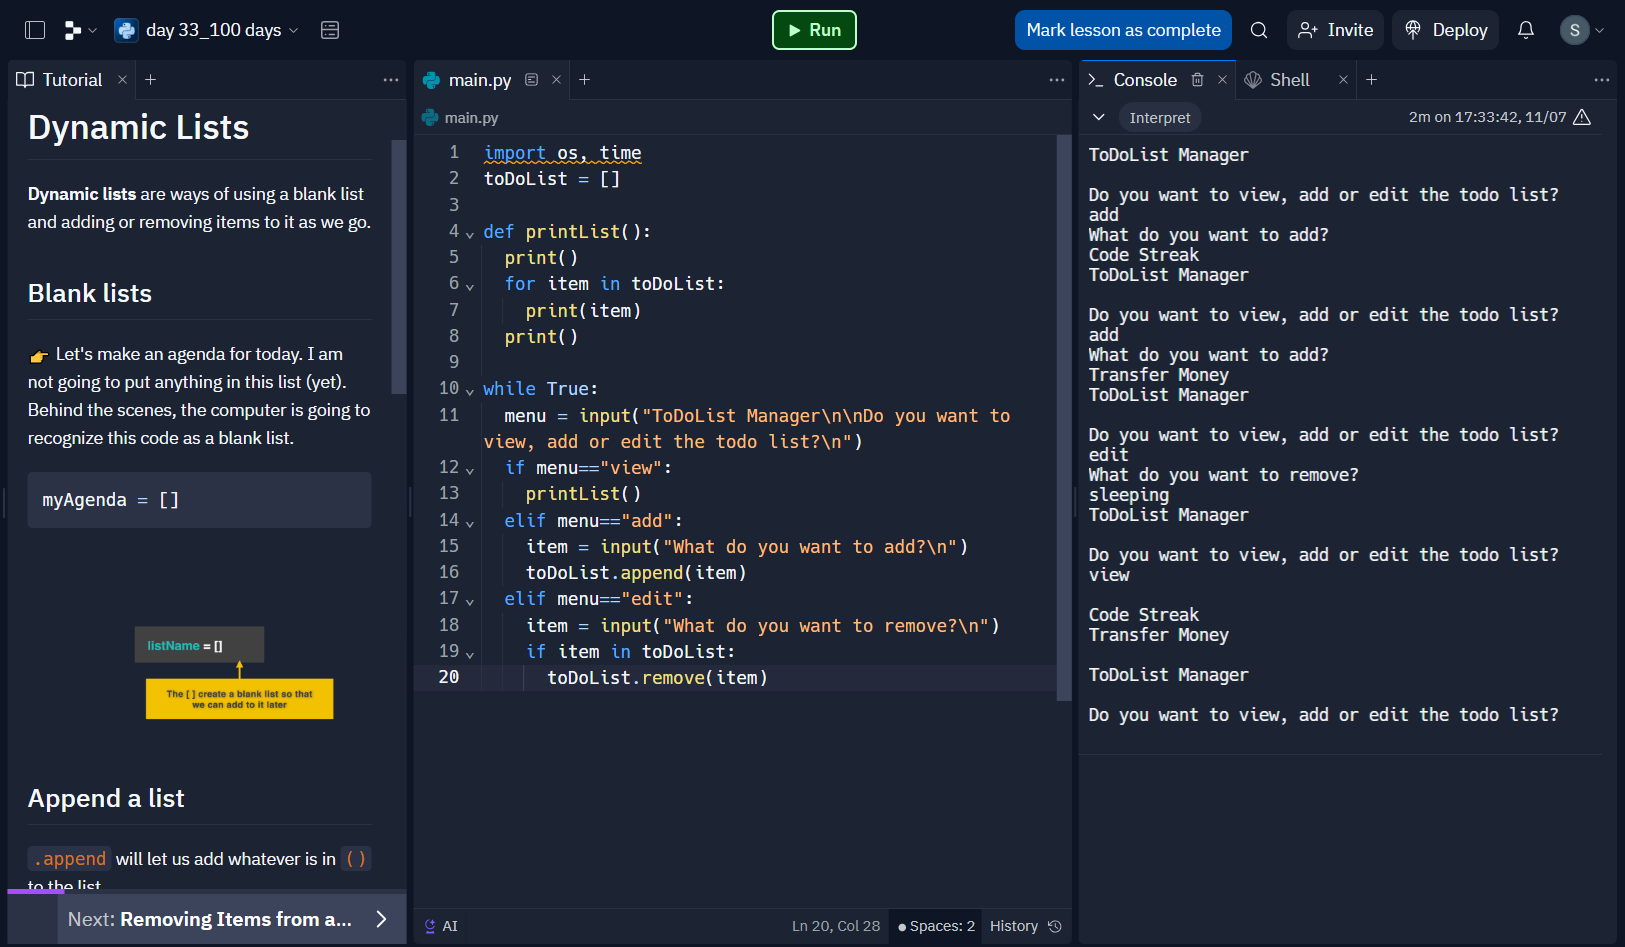 day 33_100 days
Run
Mark lesson as complete
Invite
Deploy
S
Tutorial
Dynamic Lists
Dynamic lists are ways of using a blank list
and adding or removing items to it as we go.
Blank lists
👉 Let's make an agenda for today. I am
not going to put anything in this list (yet).
Behind the scenes, the computer is going to
recognize this code as a blank list.
myAgenda = []
listName = []
The [ ] create a blank list so that
we can add to it later
Append a list
.append will let us add whatever is in ()
to the list
Next: Removing Items from a...
main.py
main.py
1 import os, time
2 toDoList = []
3
4 def printList():
5   print()
6   for item in toDoList:
7     print(item)
8   print()
9
10 while True:
11   menu = input("ToDoList Manager\n\nDo you want to
view, add or edit the todo list?\n")
12   if menu=="view":
13     printList()
14   elif menu=="add":
15     item = input("What do you want to add?\n")
16     toDoList.append(item)
17   elif menu=="edit":
18     item = input("What do you want to remove?\n")
19     if item in toDoList:
20       toDoList.remove(item)
AI
Ln 20, Col 28
Spaces: 2
History
Console
Shell
Interpret
2m on 17:33:42, 11/07
ToDoList Manager
Do you want to view, add or edit the todo list?
add
What do you want to add?
Code Streak
ToDoList Manager
Do you want to view, add or edit the todo list?
add
What do you want to add?
Transfer Money
ToDoList Manager
Do you want to view, add or edit the todo list?
edit
What do you want to remove?
sleeping
ToDoList Manager
Do you want to view, add or edit the todo list?
view
Code Streak
Transfer Money
ToDoList Manager
Do you want to view, add or edit the todo list?